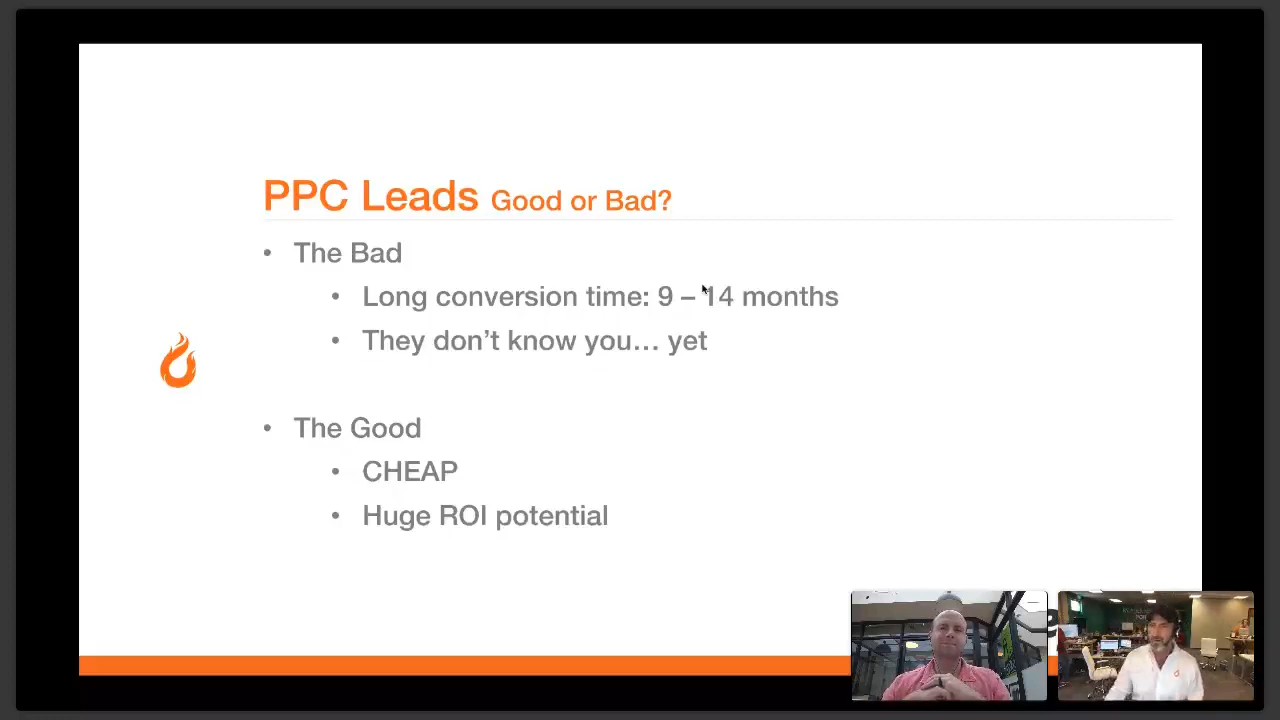 PPC Leads Good or Bad?
• The Bad
• Long conversion time: 9 – 14 months
• They don’t know you… yet
• The Good
• CHEAP
• Huge ROI potential